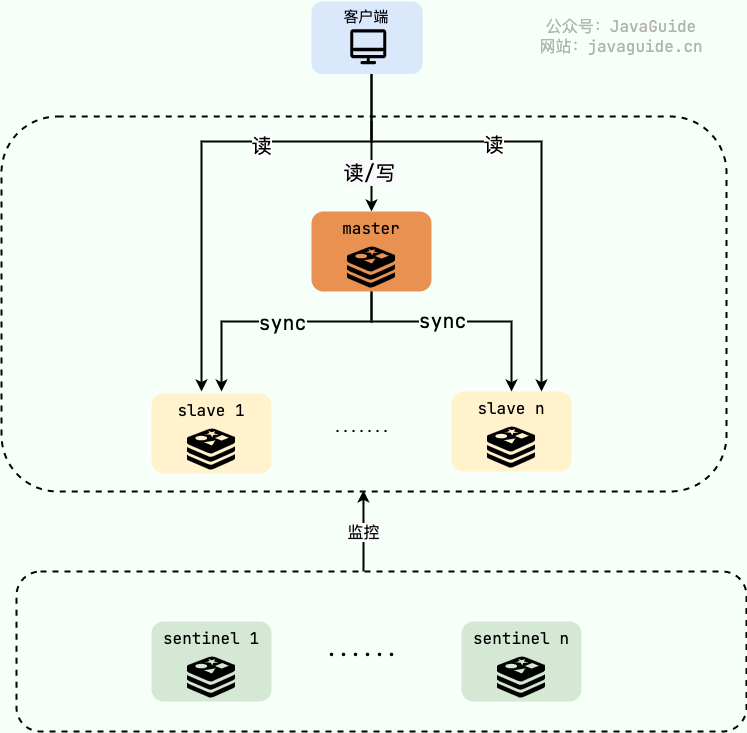 客户端
公众号：JavaGuide
网站：javaguide.cn
读
读
读/写
master
sync
sync
slave 1
.......
slave n
监控
sentinel 1
......
sentinel n